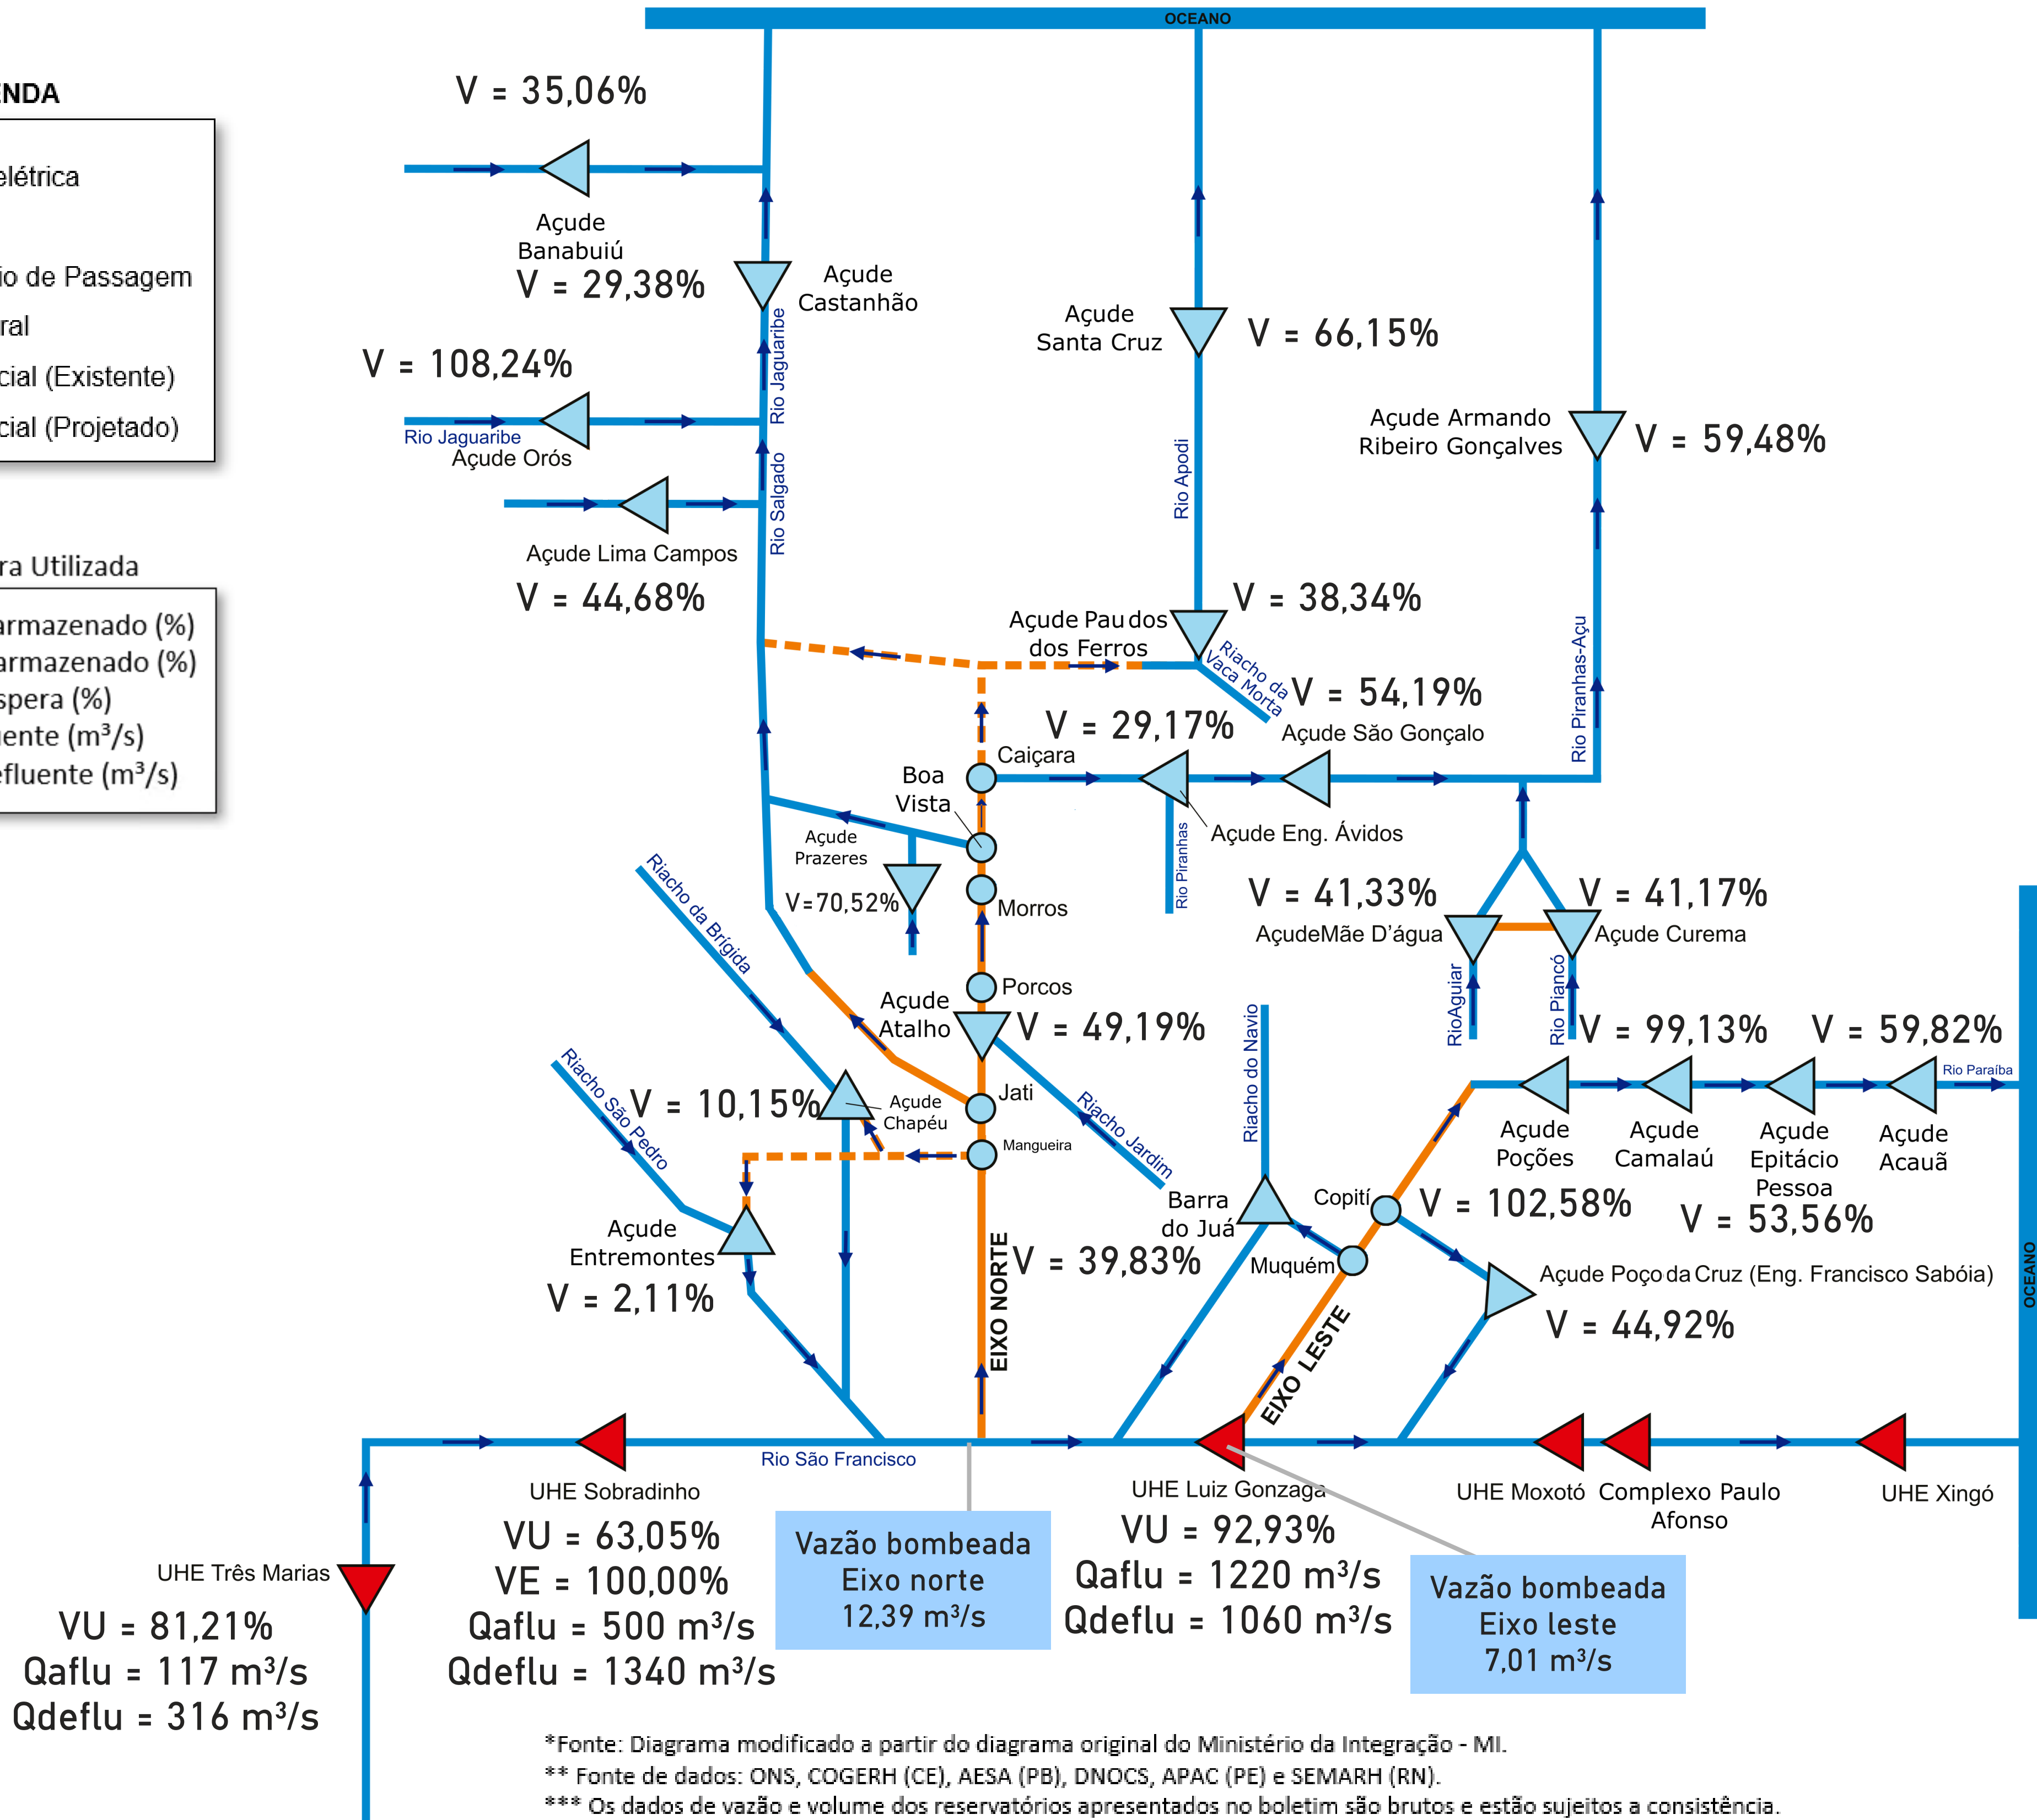 OCEANO
V = 35,06%
ENDA
elétrica
io de Passagem
ral
cial (Existente)
cial (Projetado)
Açude
Banabuiú
V = 29,38%
Açude
Castanhão
V = 108,24%
Rio Jaguaribe
Rio Jaguaribe
Açude Orós
Rio Salgado
Açude Lima Campos
V = 44,68%
Açude
Santa Cruz
V = 66,15%
Rio Apodi
Açude Armando
Ribeiro Gonçalves
V = 59,48%
ra Utilizada
armazenado (%)
armazenado (%)
spera (%)
uente (m³/s)
efluente (m³/s)
V = 38,34%
Açude Pau dos
dos Ferros
Riacho da
Vaca Morta
V = 54,19%
Açude São Gonçalo
Rio Piranhas-Açu
V = 29,17%
Caiçara
Boa
Vista
Açude Eng. Ávidos
Rio Piranhas
Açude
Prazeres
V=70,52%
Morros
Riacho da Brígida
V = 41,33%
AçudeMãe D'água
V = 41,17%
Açude Curema
RioAguiar
Rio Piancó
Porcos
Açude
Atalho
V = 49,19%
Riacho São Pedro
V = 10,15%
Açude
Chapéu
Jati
Mangueira
Riacho Jardim
Riacho do Navio
V = 99,13%
V = 59,82%
Rio Paraíba
Açude
Poções
Açude
Camalaú
Açude
Epitácio
Pessoa
Açude
Acauã
V = 102,58%
V = 53,56%
Barra
do Juá
Copití
Muquém
Açude
Entremontes
V = 2,11%
EIXO NORTE
V = 39,83%
Açude Poço da Cruz (Eng. Francisco Sabóia)
V = 44,92%
EIXO LESTE
OCEANO
Rio São Francisco
UHE Sobradinho
VU = 63,05%
VE = 100,00%
Qaflu = 500 m³/s
Qdeflu = 1340 m³/s
Vazão bombeada
Eixo norte
12,39 m³/s
UHE Luiz Gonzaga
VU = 92,93%
Qaflu = 1220 m³/s
Qdeflu = 1060 m³/s
Vazão bombeada
Eixo leste
7,01 m³/s
UHE Moxotó
Complexo Paulo
Afonso
UHE Xingó
UHE Três Marias
VU = 81,21%
Qaflu = 117 m³/s
Qdeflu = 316 m³/s
*Fonte: Diagrama modificado a partir do diagrama original do Ministério da Integração - MI.
** Fonte de dados: ONS, COGERH (CE), AESA (PB), DNOCS, APAC (PE) e SEMARH (RN).
*** Os dados de vazão e volume dos reservatórios apresentados no boletim são brutos e estão sujeitos a consistência.